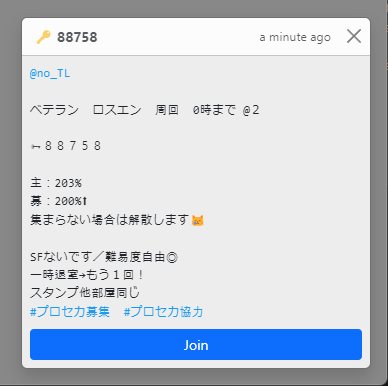 🔑 88758 a minute ago
@no_TL
ベテラン　ロスエン　周回　0時まで @２
🗝８８７５８
主：203%
募：200%⬆
集まらない場合は解散します🐱
SFないです／難易度自由◎
一時退室→もう１回！
スタンプ他部屋同じ
#プロセカ募集　#プロセカ協力
Join